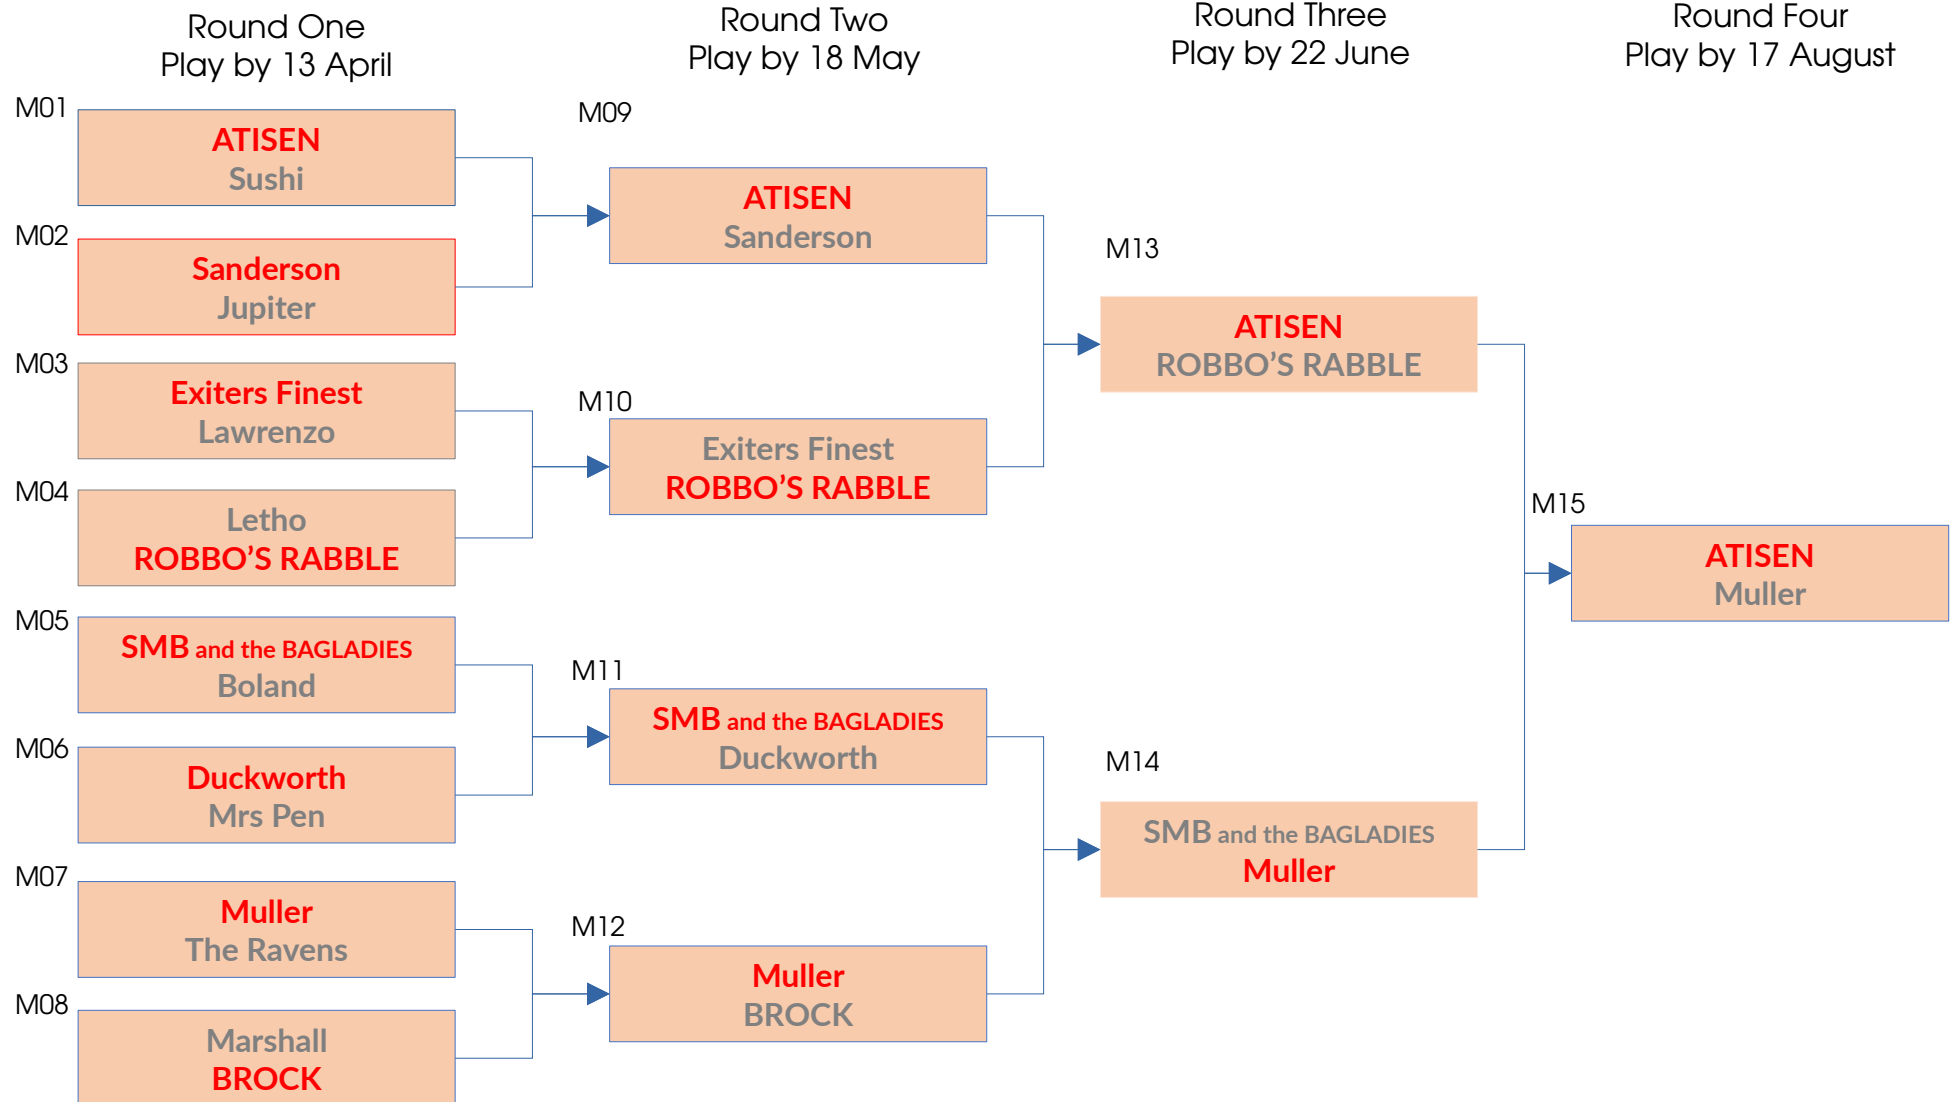 Round One
Play by 13 April
Round Two
Play by 18 May
Round Three
Play by 22 June
Round Four
Play by 17 August
M01
ATISEN
Sushi
M02
Sanderson
Jupiter
M03
Exiters Finest
Lawrenzo
M04
Letho
ROBBO’S RABBLE
M05
SMB and the BAGLADIES
Boland
M06
Duckworth
Mrs Pen
M07
Muller
The Ravens
M08
Marshall
BROCK
M09
ATISEN
Sanderson
M10
Exiters Finest
ROBBO’S RABBLE
M11
SMB and the BAGLADIES
Duckworth
M12
Muller
BROCK
M13
ATISEN
ROBBO’S RABBLE
M14
SMB and the BAGLADIES
Muller
M15
ATISEN
Muller